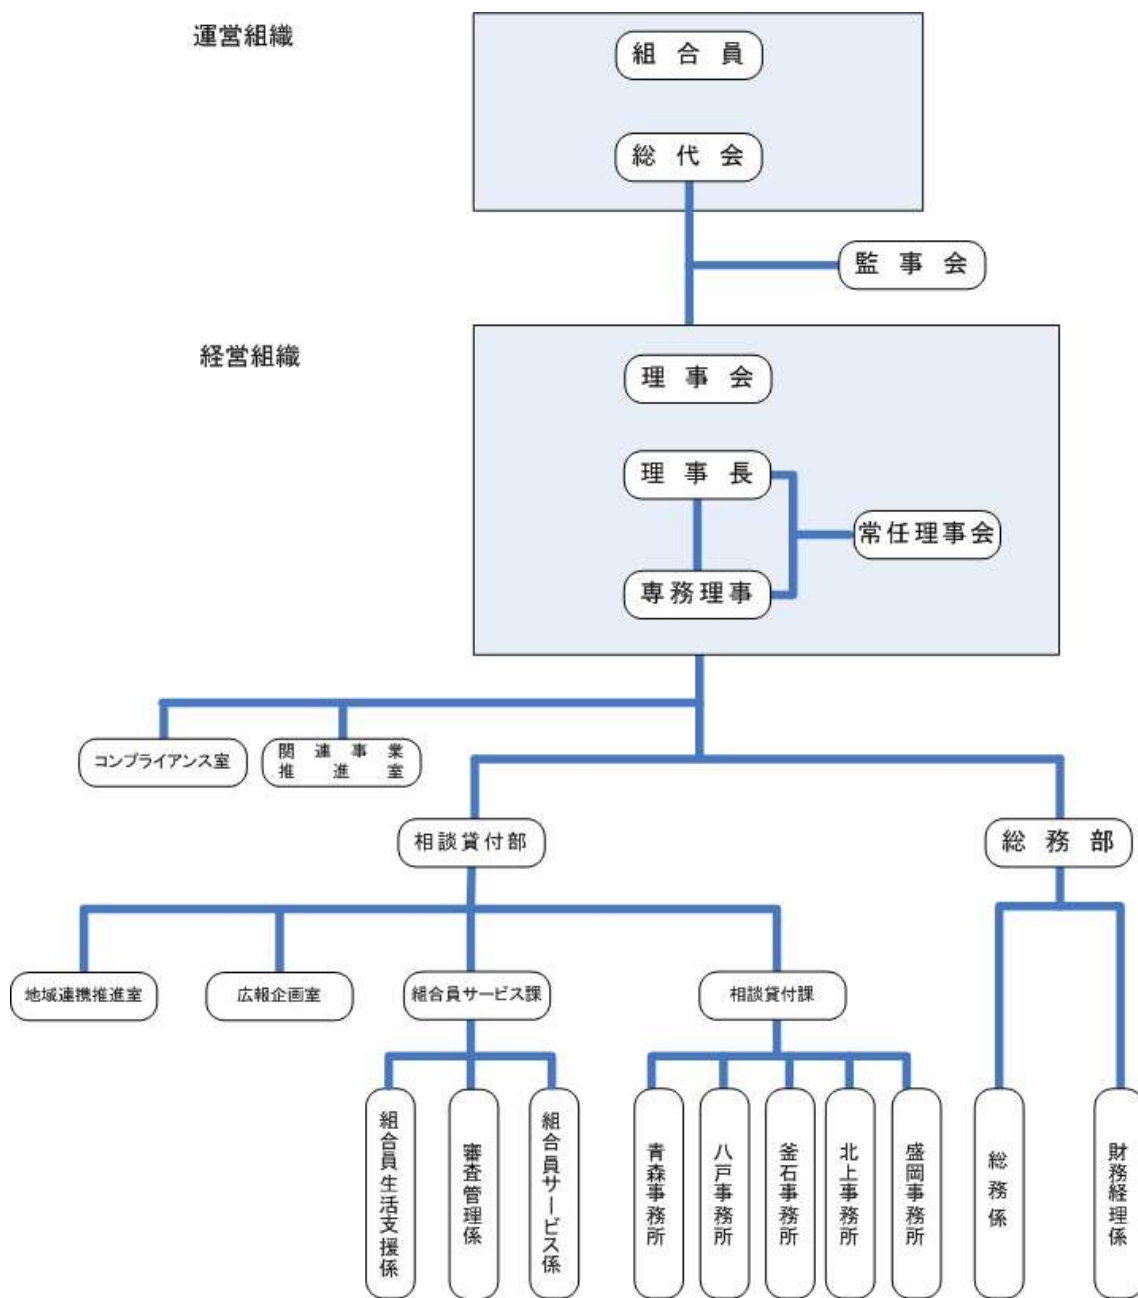 運営組織
組合員
総代会
監事会
経営組織
理事会
理事長
常任理事会
専務理事
コンプライアンス室
関連事業
推進室
相談貸付部
総務部
地域連携推進室
広報企画室
組合員サービス課
相談貸付課
組合員生活支援係
審査管理係
組合員サービス係
青森事務所
八戸事務所
釜石事務所
北上事務所
盛岡事務所
総務係
財務経理係